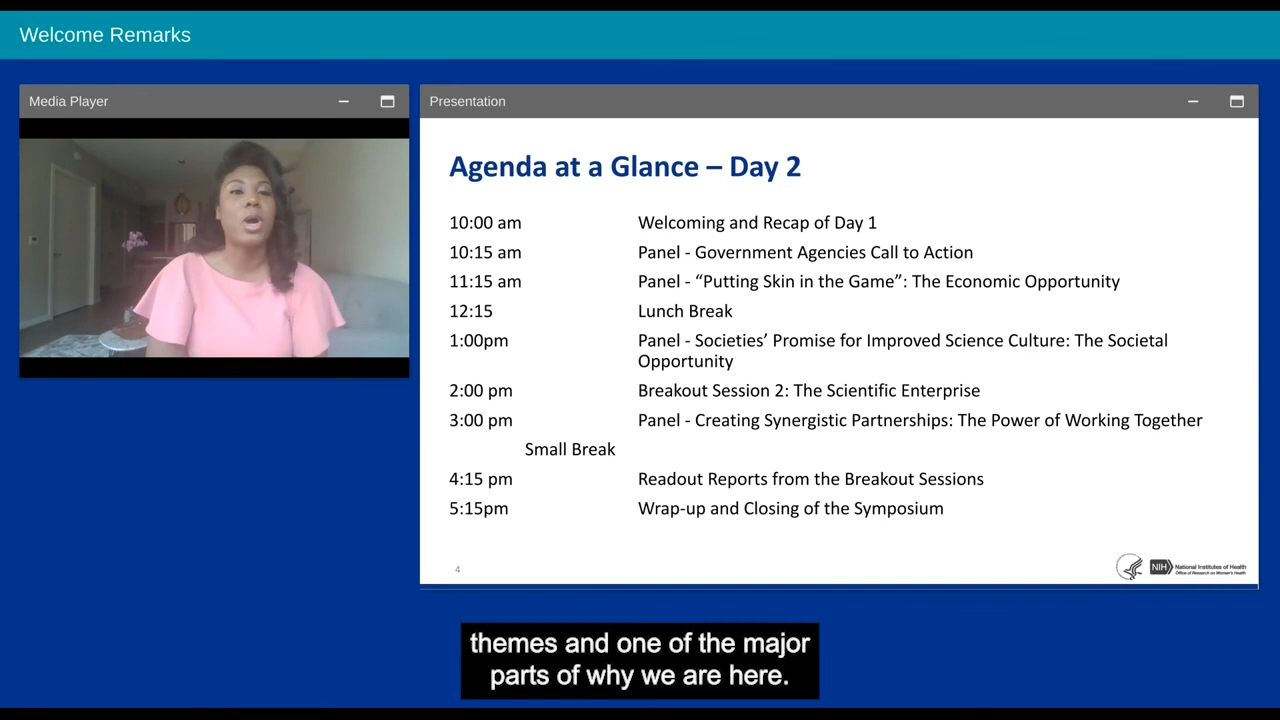 Welcome Remarks
Media Player
Presentation
Agenda at a Glance – Day 2
10:00 am Welcoming and Recap of Day 1
10:15 am Panel - Government Agencies Call to Action
11:15 am Panel - “Putting Skin in the Game”: The Economic Opportunity
12:15 Lunch Break
1:00pm Panel - Societies’ Promise for Improved Science Culture: The Societal
Opportunity
2:00 pm Breakout Session 2: The Scientific Enterprise
3:00 pm Panel - Creating Synergistic Partnerships: The Power of Working Together
Small Break
4:15 pm Readout Reports from the Breakout Sessions
5:15pm Wrap-up and Closing of the Symposium
4
NIH National Institutes of Health
Office of Research on Women's Health
themes and one of the major
parts of why we are here.